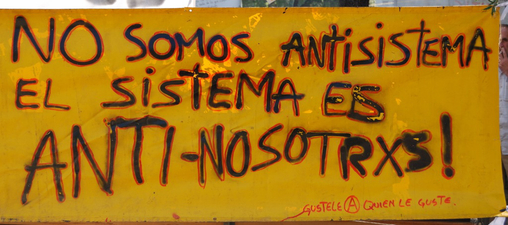 NO SOMOS ANTiSiSTEMA
EL SiSTEMA ES
ANTI-NOSOTRXS!
GUSTELE Ⓐ QUIEN LE GUSTE.